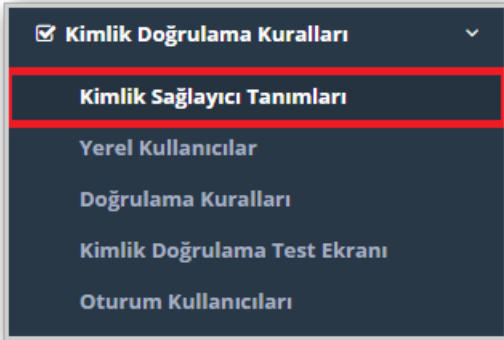 Kimlik Doğrulama Kuralları
Kimlik Sağlayıcı Tanımları
Yerel Kullanıcılar
Doğrulama Kuralları
Kimlik Doğrulama Test Ekranı
Oturum Kullanıcıları